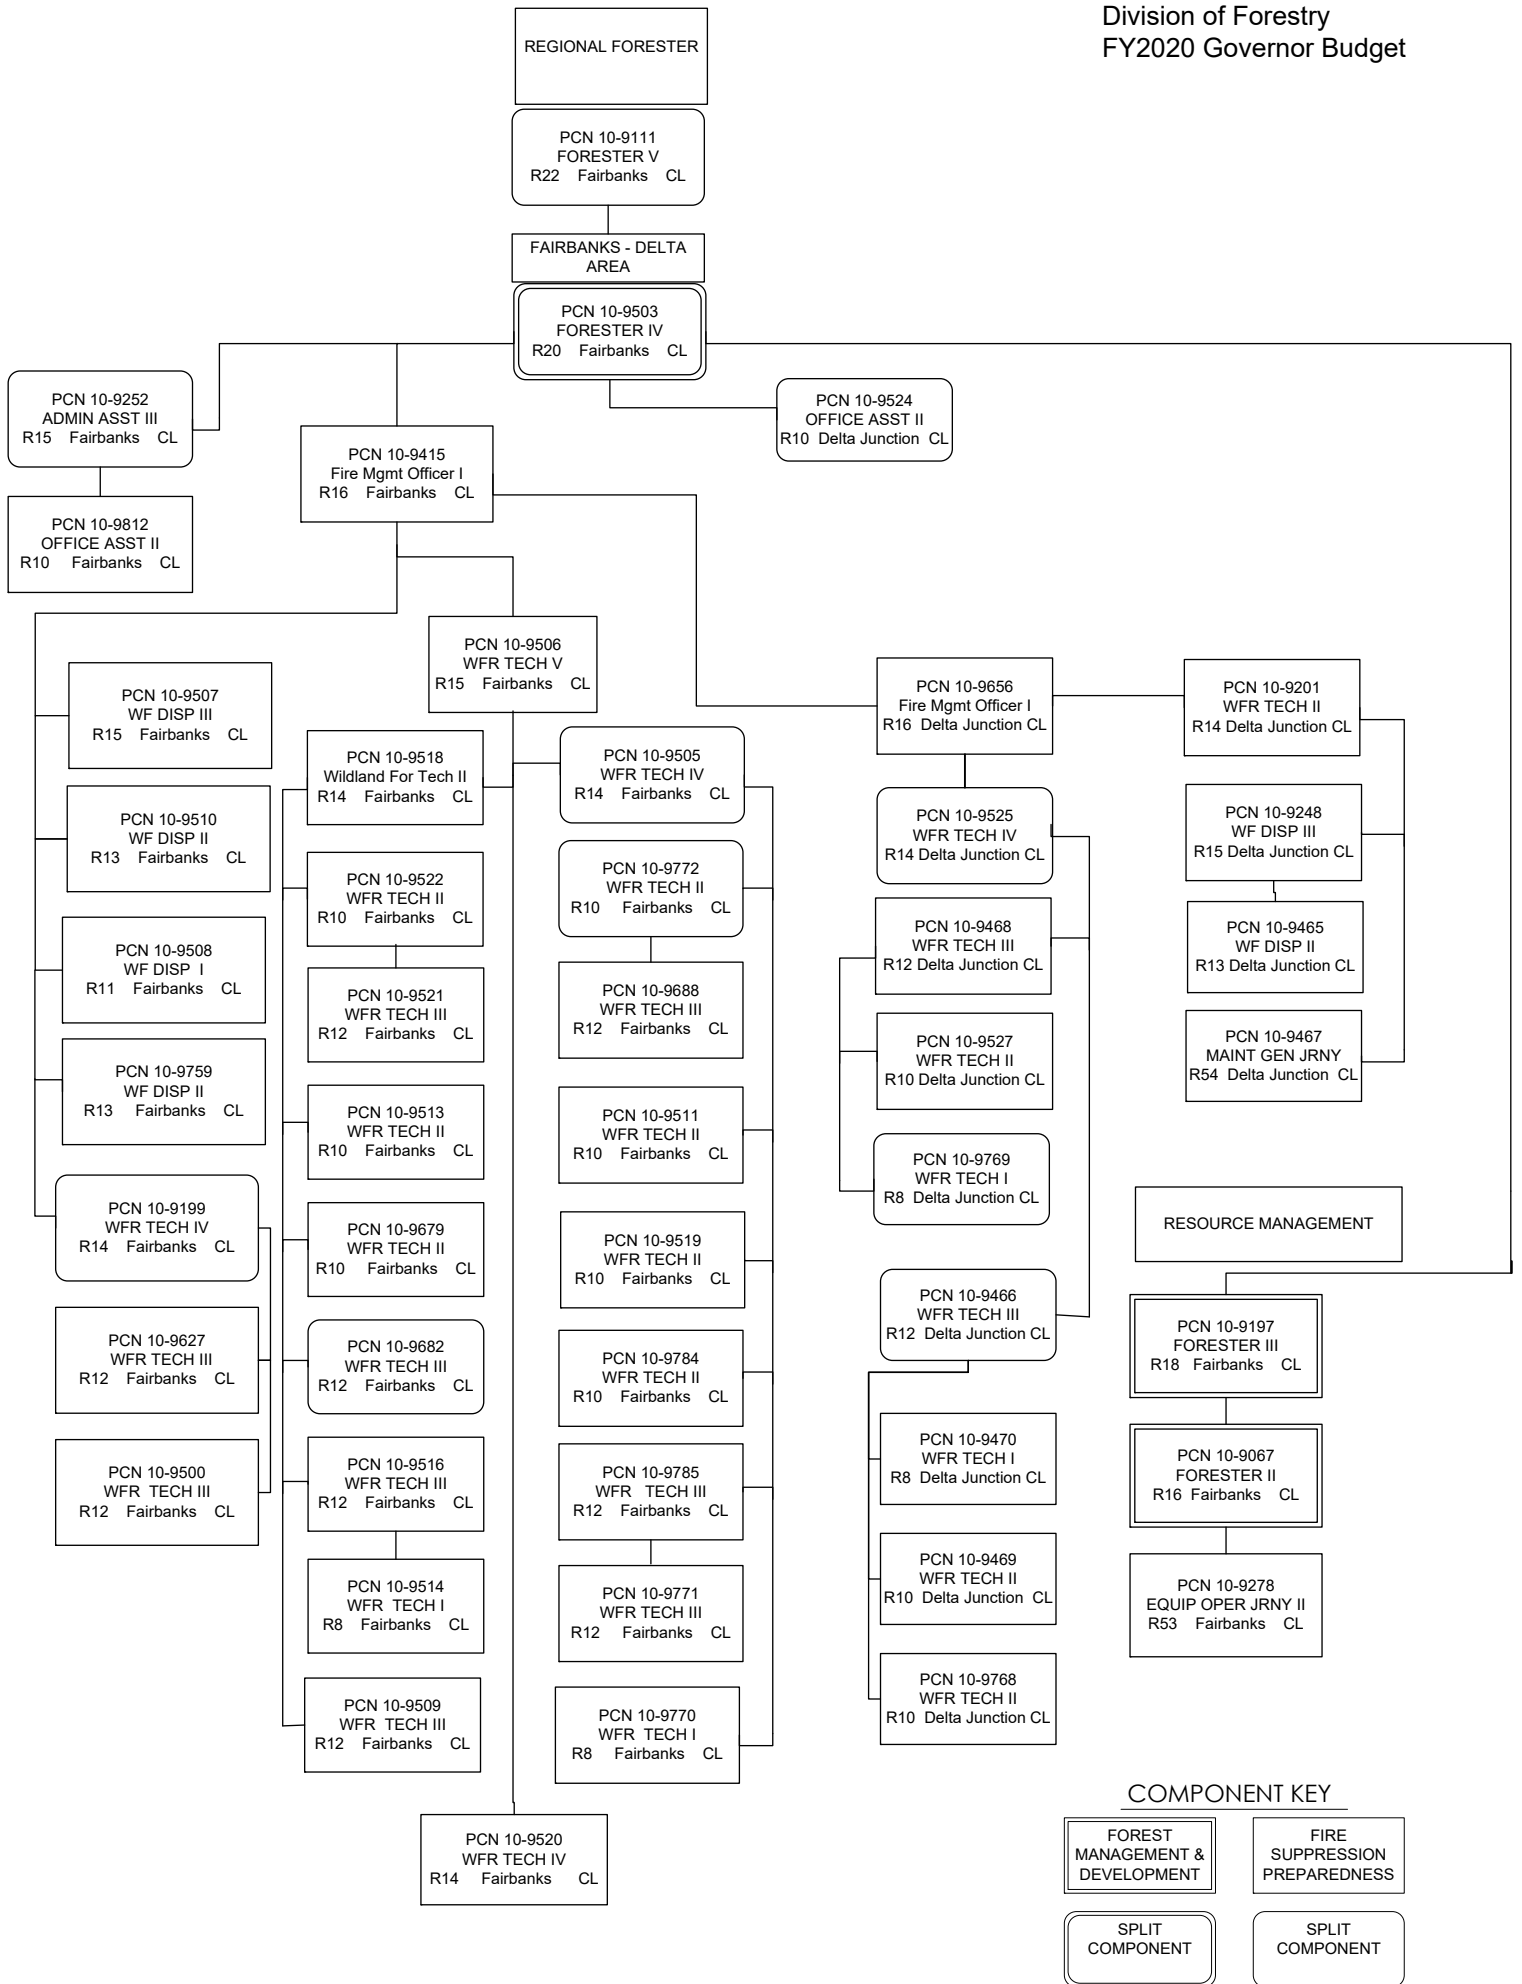 Division of Forestry
FY2020 Governor Budget
REGIONAL FORESTER
PCN 10-9111
FORESTER V
R22 Fairbanks CL
FAIRBANKS - DELTA
AREA
PCN 10-9503
FORESTER IV
R20 Fairbanks CL
PCN 10-9252
ADMIN ASST III
R15 Fairbanks CL
PCN 10-9812
OFFICE ASST II
R10 Fairbanks CL
PCN 10-9415
Fire Mgmt Officer I
R16 Fairbanks CL
PCN 10-9524
OFFICE ASST II
R10 Delta Junction CL
PCN 10-9506
WFR TECH V
R15 Fairbanks CL
PCN 10-9507
WF DISP III
R15 Fairbanks CL
PCN 10-9510
WF DISP II
R13 Fairbanks CL
PCN 10-9508
WF DISP I
R11 Fairbanks CL
PCN 10-9759
WF DISP II
R13 Fairbanks CL
PCN 10-9199
WFR TECH IV
R14 Fairbanks CL
PCN 10-9627
WFR TECH III
R12 Fairbanks CL
PCN 10-9500
WFR TECH III
R12 Fairbanks CL
PCN 10-9518
Wildland For Tech II
R14 Fairbanks CL
PCN 10-9522
WFR TECH II
R10 Fairbanks CL
PCN 10-9521
WFR TECH III
R12 Fairbanks CL
PCN 10-9513
WFR TECH II
R10 Fairbanks CL
PCN 10-9679
WFR TECH II
R10 Fairbanks CL
PCN 10-9682
WFR TECH III
R12 Fairbanks CL
PCN 10-9516
WFR TECH III
R12 Fairbanks CL
PCN 10-9514
WFR TECH I
R8 Fairbanks CL
PCN 10-9509
WFR TECH III
R12 Fairbanks CL
PCN 10-9520
WFR TECH IV
R14 Fairbanks CL
PCN 10-9505
WFR TECH IV
R14 Fairbanks CL
PCN 10-9772
WFR TECH II
R10 Fairbanks CL
PCN 10-9688
WFR TECH III
R12 Fairbanks CL
PCN 10-9511
WFR TECH II
R10 Fairbanks CL
PCN 10-9519
WFR TECH II
R10 Fairbanks CL
PCN 10-9784
WFR TECH II
R10 Fairbanks CL
PCN 10-9785
WFR TECH III
R12 Fairbanks CL
PCN 10-9771
WFR TECH III
R12 Fairbanks CL
PCN 10-9770
WFR TECH I
R8 Fairbanks CL
PCN 10-9656
Fire Mgmt Officer I
R16 Delta Junction CL
PCN 10-9525
WFR TECH IV
R14 Delta Junction CL
PCN 10-9468
WFR TECH III
R12 Delta Junction CL
PCN 10-9527
WFR TECH II
R10 Delta Junction CL
PCN 10-9769
WFR TECH I
R8 Delta Junction CL
PCN 10-9466
WFR TECH III
R12 Delta Junction CL
PCN 10-9470
WFR TECH I
R8 Delta Junction CL
PCN 10-9469
WFR TECH II
R10 Delta Junction CL
PCN 10-9768
WFR TECH II
R10 Delta Junction CL
PCN 10-9201
WFR TECH II
R14 Delta Junction CL
PCN 10-9248
WF DISP III
R15 Delta Junction CL
PCN 10-9465
WF DISP II
R13 Delta Junction CL
PCN 10-9467
MAINT GEN JRNY
R54 Delta Junction CL
RESOURCE MANAGEMENT
PCN 10-9197
FORESTER III
R18 Fairbanks CL
PCN 10-9067
FORESTER II
R16 Fairbanks CL
PCN 10-9278
EQUIP OPER JRNY II
R53 Fairbanks CL
COMPONENT KEY
FOREST
MANAGEMENT &
DEVELOPMENT
FIRE
SUPPRESSION
PREPAREDNESS
SPLIT
COMPONENT
SPLIT
COMPONENT